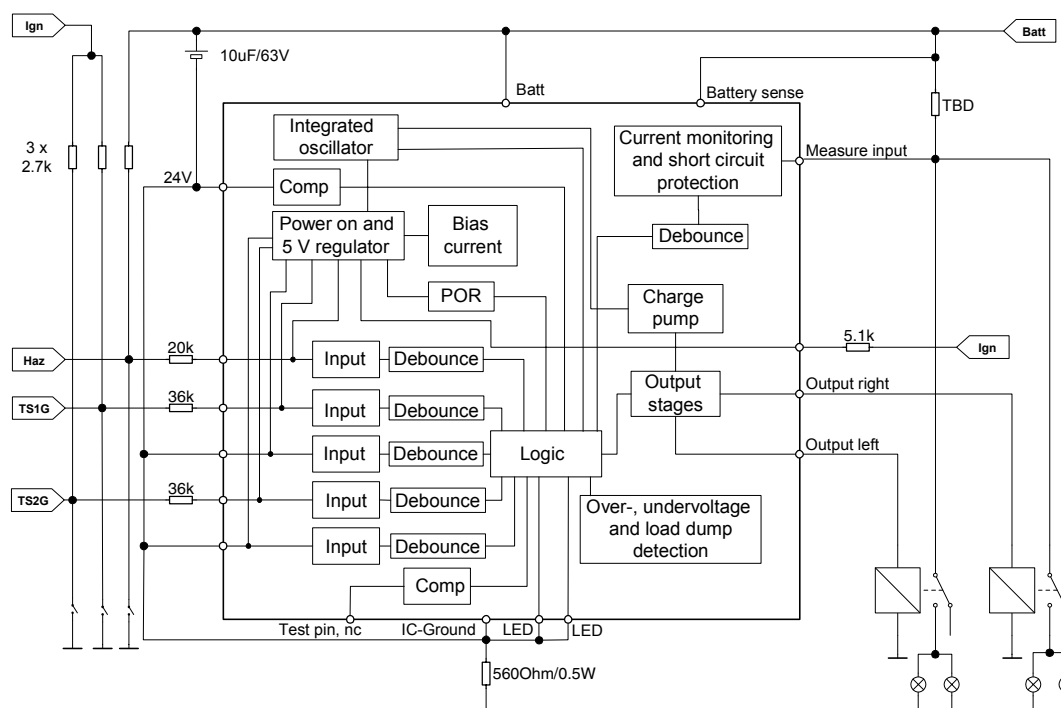 Ign
Batt
10uF/63V
Batt
Battery sense
TBD
Integrated
oscillator
Current monitoring
and short circuit
protection
Measure input
3 x
2.7k
24V
Comp
Power on and
5 V regulator
Bias
current
Debounce
POR
Charge
pump
5.1k
Ign
Haz
20k
Input
Debounce
Output
stages
Output right
TS1G
36k
Input
Debounce
Input
Debounce
Logic
Output left
TS2G
36k
Input
Debounce
Over-, undervoltage
and load dump
detection
Input
Debounce
Comp
Test pin, nc
IC-Ground
LED
LED
560Ohm/0.5W